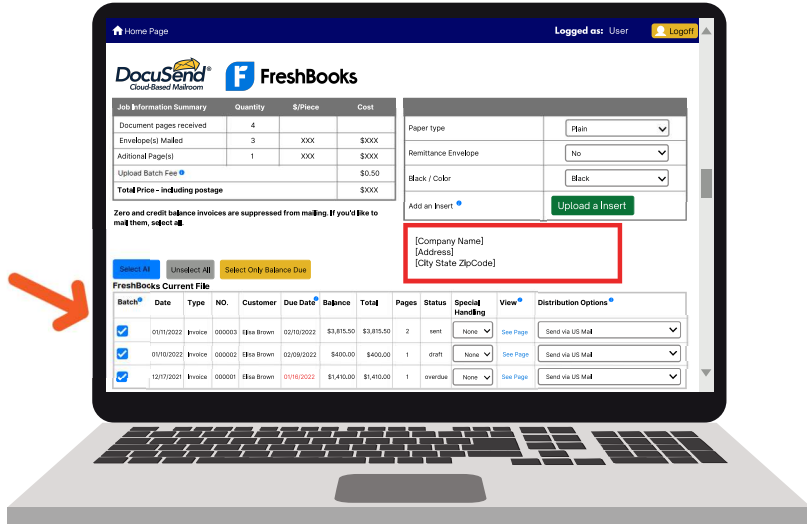 Home Page
Logged as: User
Logoff
DocuSend®
Cloud-Based Mailroom
FreshBooks
Job Information Summary Quantity $/Piece Cost
Document pages received 4
Envelope(s) Mailed 3 XXX $XXX
Aditional Page(s) 1 XXX $XXX
Upload Batch Fee $0.50
Total Price – including postage $XXX
Zero and credit balance invoices are suppressed from mailing. If you'd like to
mail them, select all.
Paper type Plain
Remittance Envelope No
Black / Color Black
Add an Insert Upload a Insert
[Company Name]
[Address]
[City State ZipCode]
Select All Unselect All Select Only Balance Due
FreshBooks Current File
Batch Date Type NO. Customer Due Date Balance Total Pages Status Special View Distribution Options
Handling
01/11/2022 Invoice 000003 Elisa Brown 02/10/2022 $3,815.50 $3,815.50 2 sent None See Page Send via US Mail
01/10/2022 Invoice 000002 Elisa Brown 02/09/2022 $400.00 $400.00 1 draft None See Page Send via US Mail
12/17/2021 Invoice 000001 Elisa Brown 01/16/2022 $1,410.00 $1,410.00 1 overdue None See Page Send via US Mail